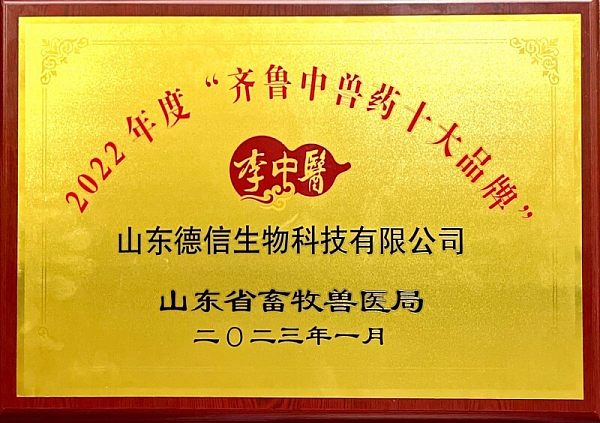 2022年度“齐鲁中兽药十大品牌”
李中醫
山东德信生物科技有限公司
山东省畜牧兽医局
二〇二三年一月